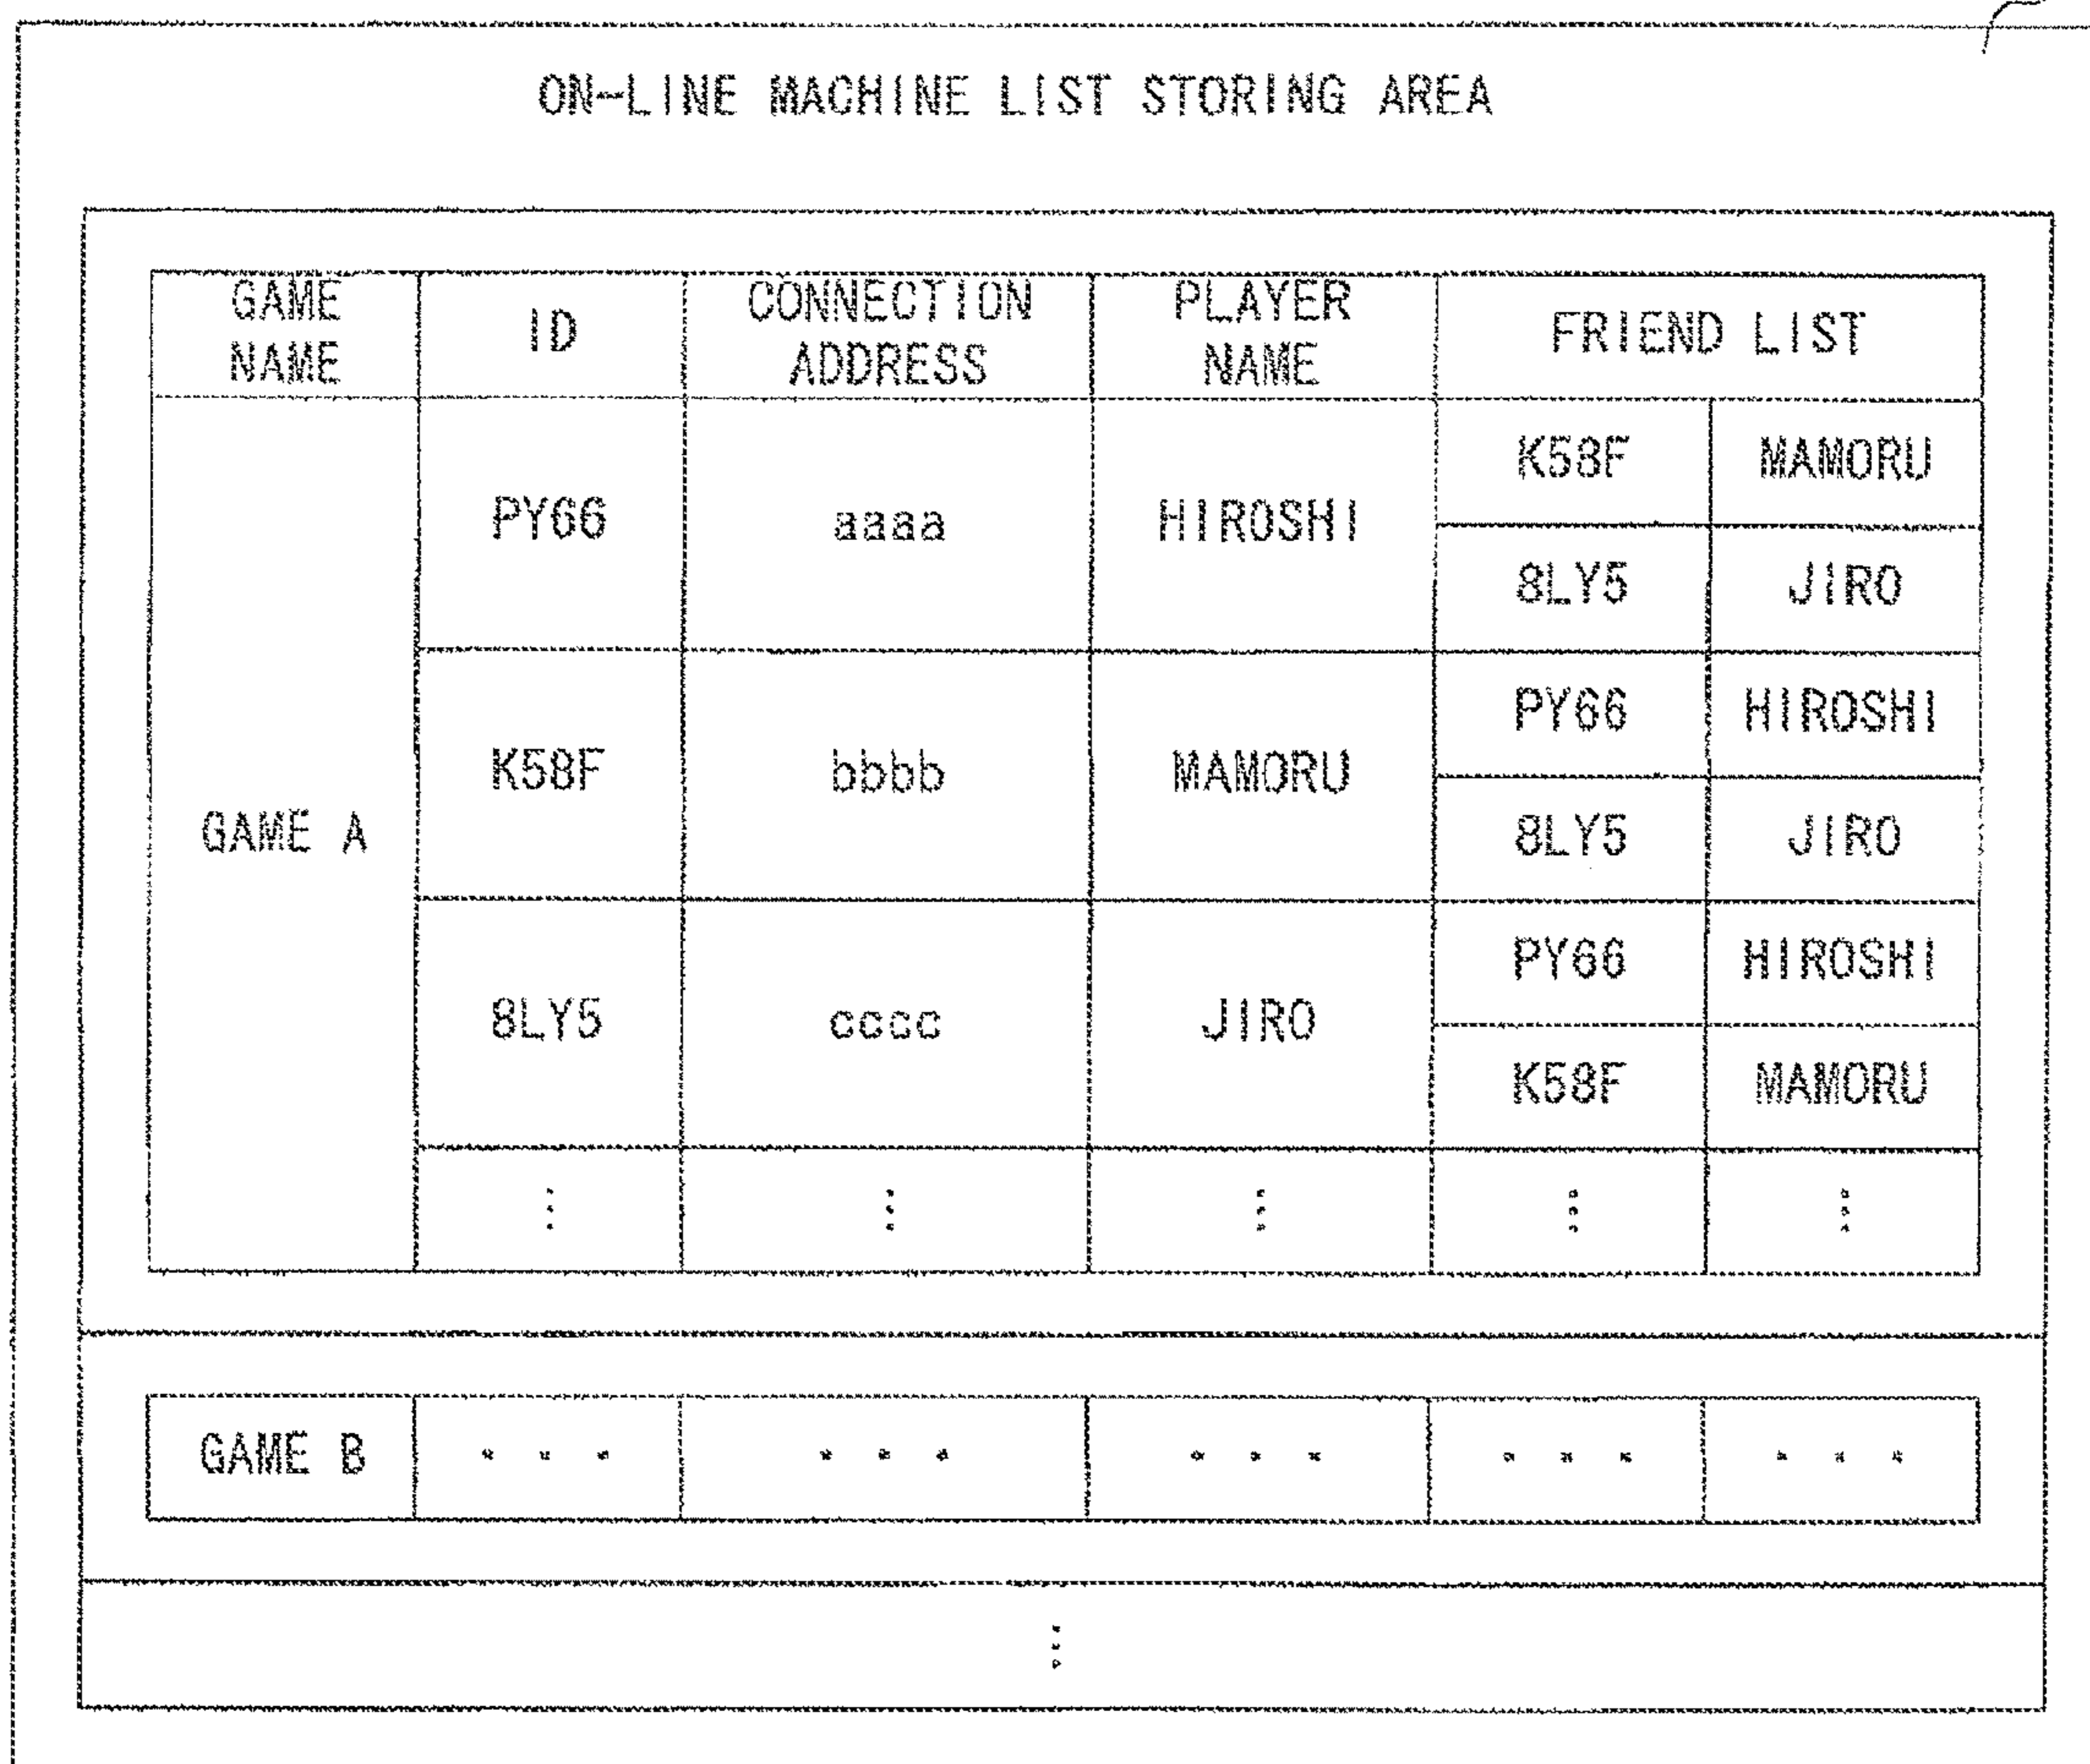 ON-LINE MACHINE LIST STORING AREA
GAME NAME ID CONNECTION ADDRESS PLAYER NAME FRIEND LIST
GAME A
PY66 aaaa HIROSHI K58F MAMORU
8LY5 JIRO
K58F bbbb MAMORU PY66 HIROSHI
8LY5 JIRO
8LY5 cccc JIRO PY66 HIROSHI
K58F MAMORU
GAME B